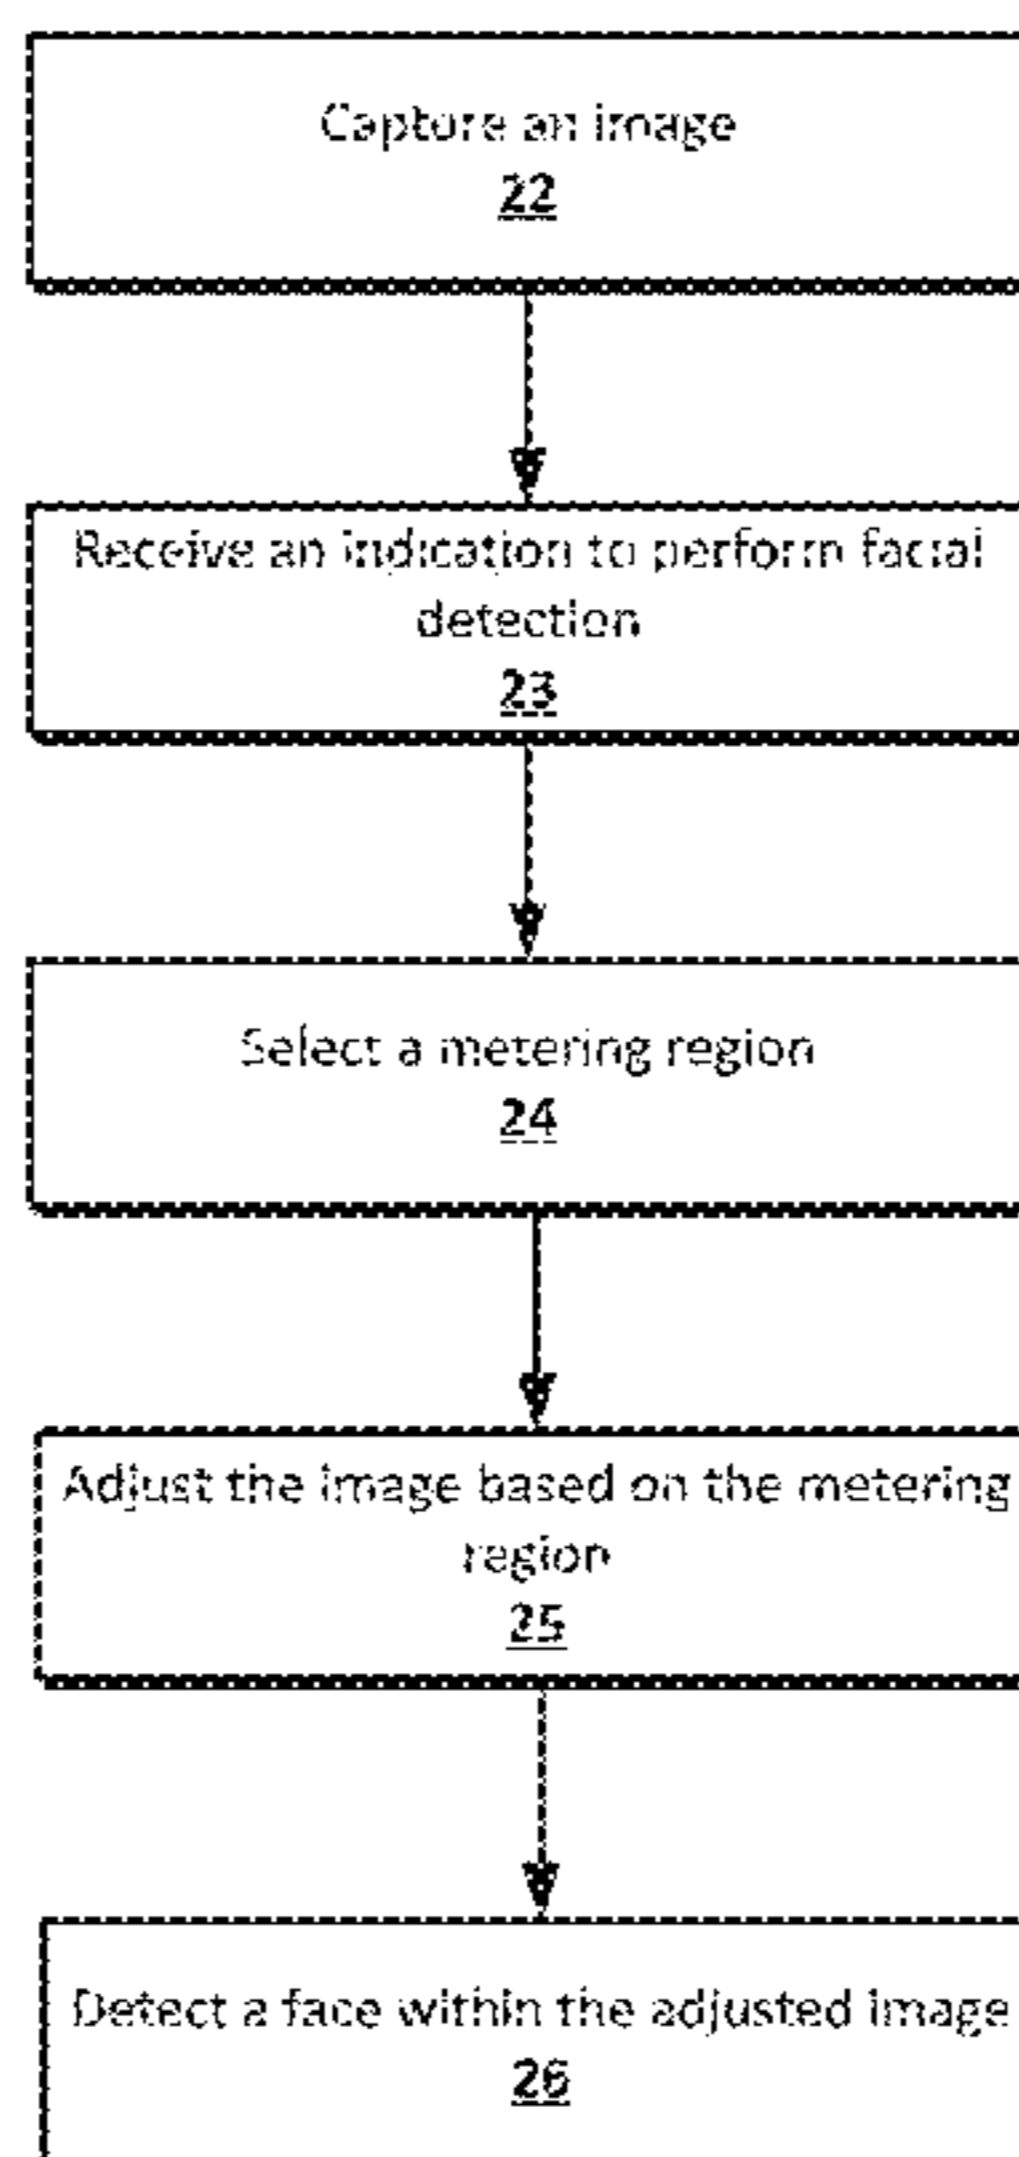 Capture an image
22
Receive an indication to perform facial
detection
23
Select a metering region
24
Adjust the image based on the metering
region
25
Detect a face within the adjusted image
26